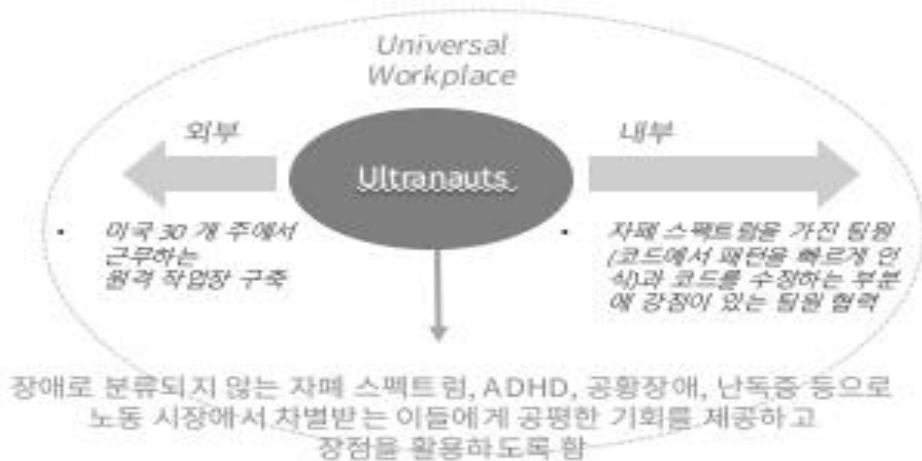 Universal
Workplace
외부
내부
Ultranauts
• 미국 30 개 주에서
근무하는
원격 작업장 구축
• 자폐 스펙트럼을 가진 팀원
(코드에서 패턴을 빠르게 인
식)과 코드를 수정하는 부분
에 강점이 있는 팀원 협력
장애로 분류되지 않는 자폐 스펙트럼, ADHD, 공황장애, 난독증 등으로
노동 시장에서 차별받는 이들에게 공평한 기회를 제공하고
장점을 활용하도록 함